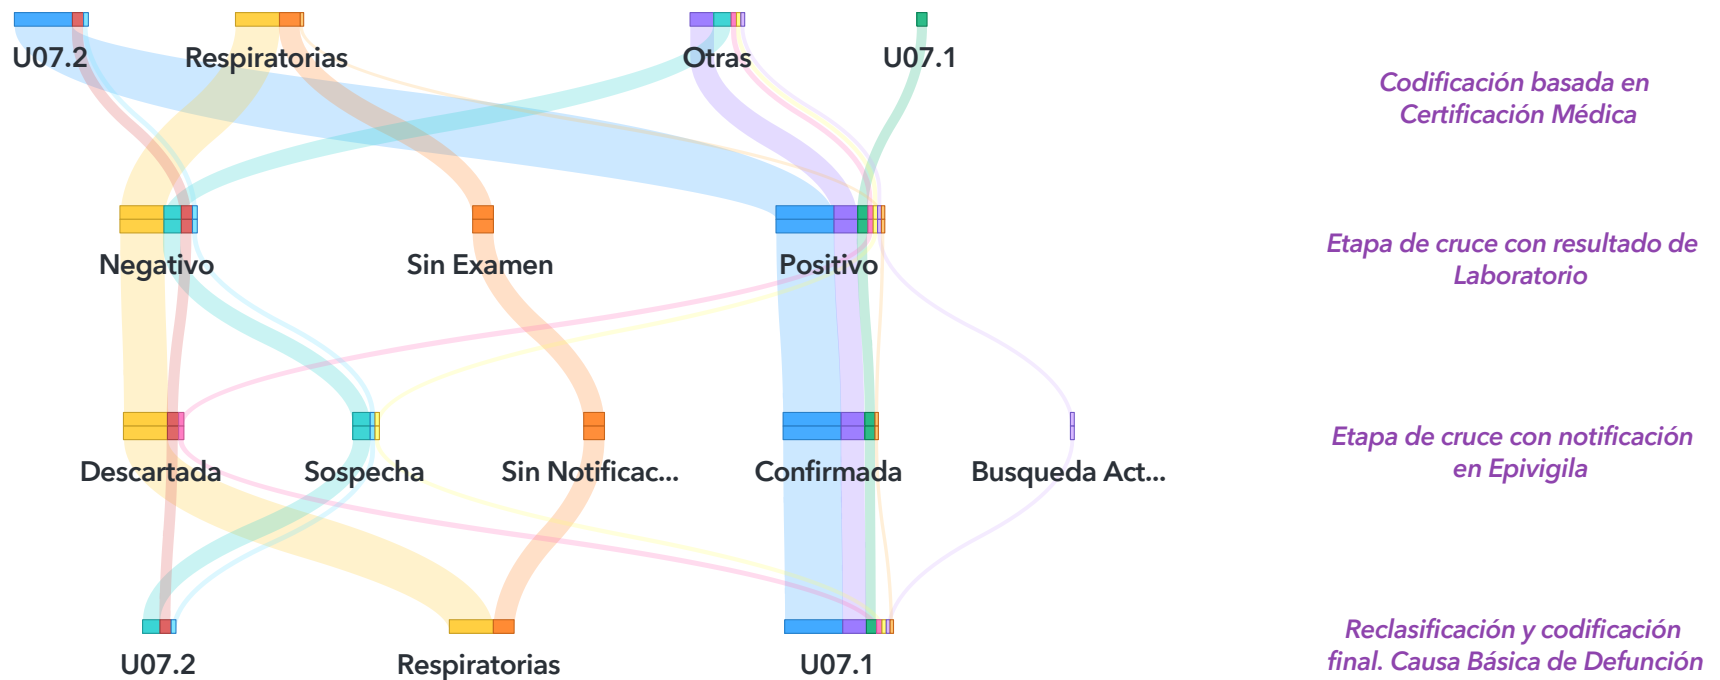 U07.2
Respiratorias
Otras
U07.1
Codificación basada en
Certificación Médica
Negativo
Sin Examen
Positivo
Etapa de cruce con resultado de
Laboratorio
Descartada
Sospecha
Sin Notificac...
Confirmada
Busqueda Act...
Etapa de cruce con notificación
en Epivigila
U07.2
Respiratorias
U07.1
Reclasificación y codificación
final. Causa Básica de Defunción